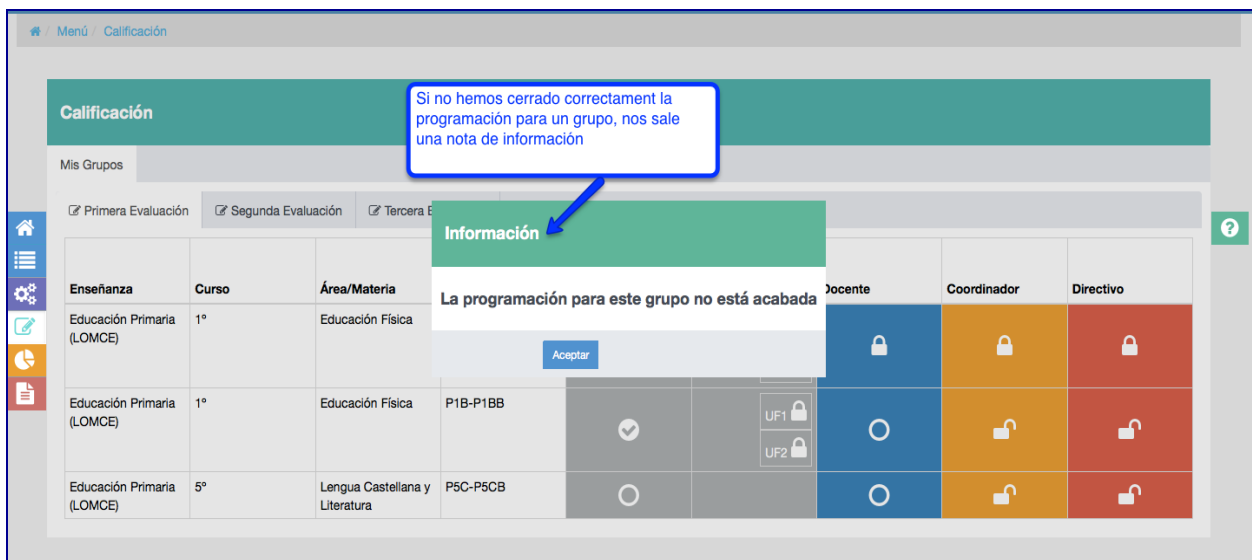 / Menú / Calificación
Si no hemos cerrado correctament la
programación para un grupo, nos sale
una nota de información
Calificación
Mis Grupos
Primera Evaluación Segunda Evaluación Tercera E
Información
La programación para este grupo no está acabada
Aceptar
Enseñanza Curso Área/Materia Docente Coordinador Directivo
Educación Primaria 1º Educación Física
(LOMCE)
Educación Primaria 1º Educación Física P1B-P1BB UF1
(LOMCE) UF2
Educación Primaria 5º Lengua Castellana y P5C-P5CB
(LOMCE) Literatura